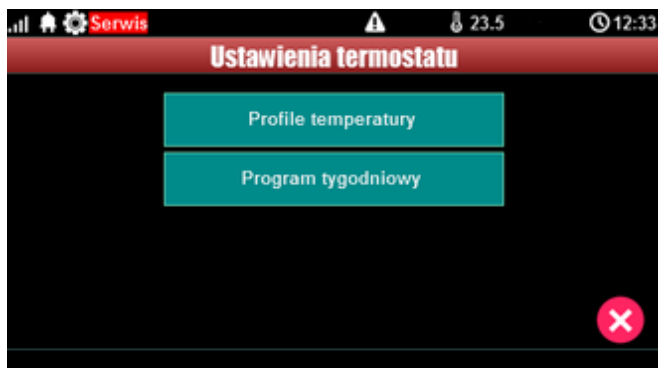 Serwis 23.5 12:33
Ustawienia termostatu
Profile temperatury
Program tygodniowy